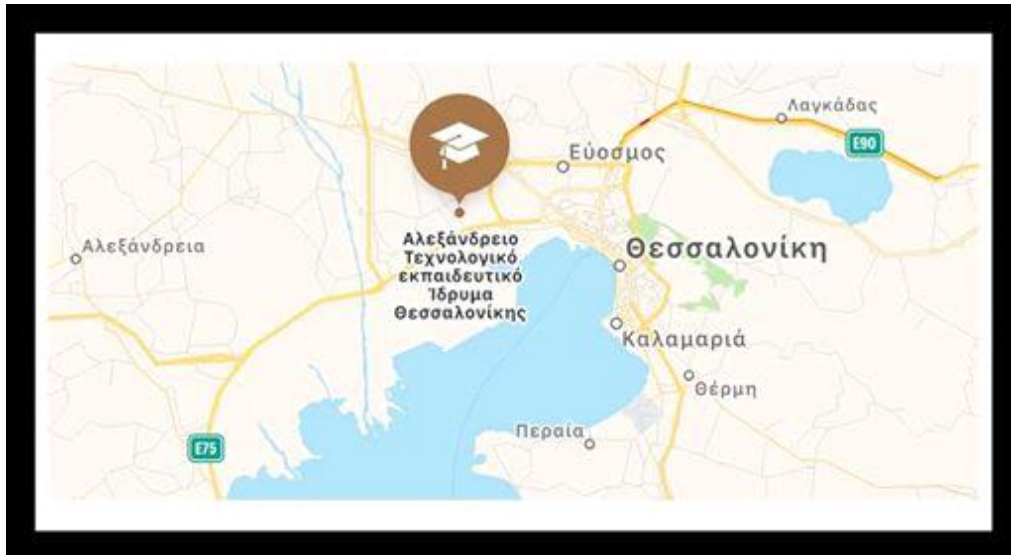 Λαγκάδας
E90
Εύοσμος
Αλεξάνδρεια
Αλεξάνδρειο
Τεχνολογικό
εκπαιδευτικό
Ίδρυμα
Θεσσαλονίκης
Θεσσαλονίκη
Καλαμαριά
Θέρμη
Περαία
E75